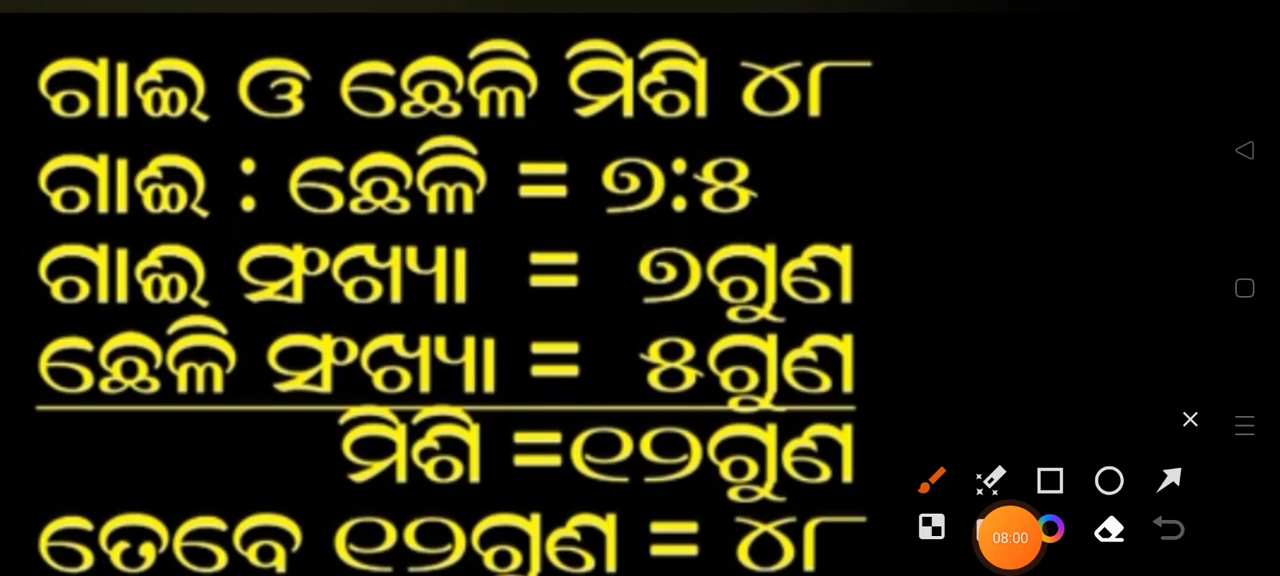 ଗାଈ ଓ ଛେଳି ମିଶି ୪୮
ଗାଈ : ଛେଳି = ୭:୫
ଗାଈ ସଂଖ୍ୟା = ୭ଗୁଣ
ଛେଳି ସଂଖ୍ୟା = ୫ଗୁଣ
ମିଶି =୧୨ଗୁଣ
ତେବେ ୧୨ଗୁଣ = ୪୮
08:00